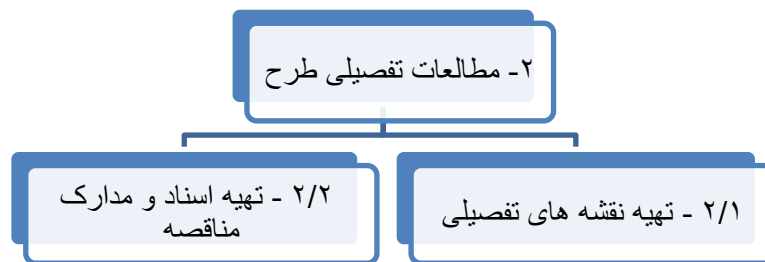 ۲- مطالعات تفصیلی طرح
۲/۱ - تهیه نقشه های تفصیلی
۲/۲ - تهیه اسناد و مدارک
مناقصه